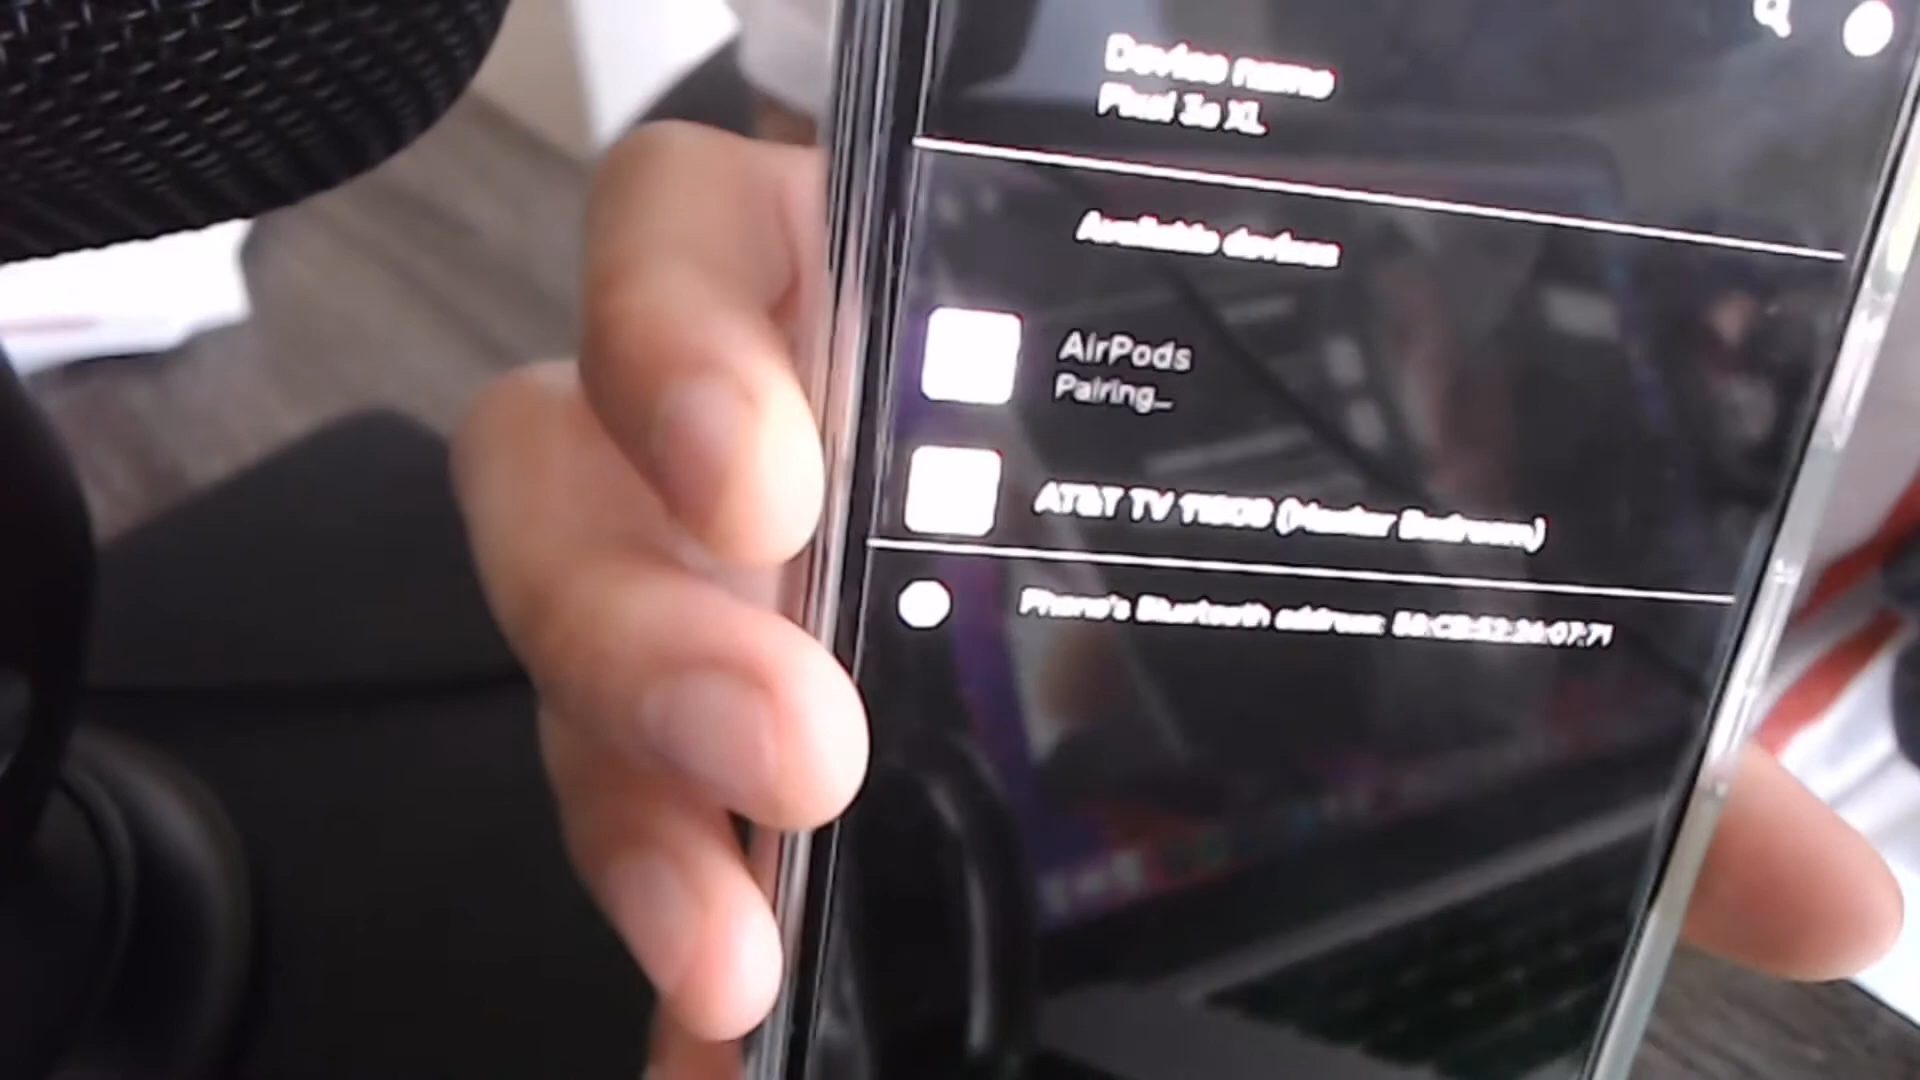 Device name
Pixel 3a XL
Available devices
AirPods
Pairing...
AT&T TV (Master Bedroom)
Phone's Bluetooth address: